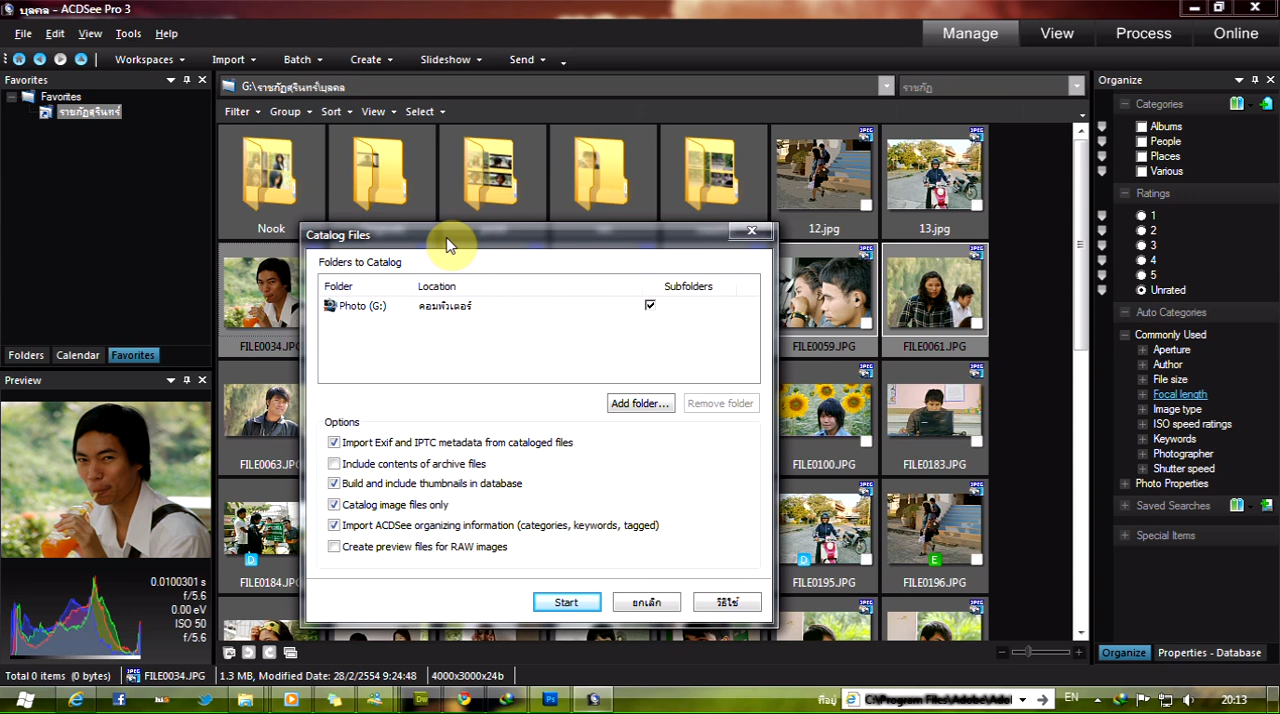 บุคคล - ACDSee Pro 3
File Edit View Tools Help
Manage View Process Online
Workspaces Import Batch Create Slideshow Send
Favorites
Favorites
ราชภัฏสุรินทร์
G:\ราชภัฏสุรินทร์\บุคคล
ราชภัฏ
Filter Group Sort View Select
Nook
12.jpg
13.jpg
FILE0034.JPG
FILE0059.JPG
FILE0061.JPG
FILE0063.JPG
FILE0100.JPG
FILE0183.JPG
FILE0184.JPG
FILE0195.JPG
FILE0196.JPG
JPEG
D
D
E
Catalog Files
Folders to Catalog
Folder Location Subfolders
Photo (G:) คอมพิวเตอร์
Add folder... Remove folder
Options
Import Exif and IPTC metadata from cataloged files
Include contents of archive files
Build and include thumbnails in database
Catalog image files only
Import ACDSee organizing information (categories, keywords, tagged)
Create preview files for RAW images
Start ยกเลิก วิธีใช้
Folders Calendar Favorites
Preview
0.0100301 s
f/5.6
0.00 eV
ISO 50
f/5.6
Organize
Categories
Albums
People
Places
Various
Ratings
1
2
3
4
5
Unrated
Auto Categories
Commonly Used
Aperture
Author
File size
Focal length
Image type
ISO speed ratings
Keywords
Photographer
Shutter speed
Photo Properties
Saved Searches
Special Items
Organize Properties - Database
Total 0 items (0 bytes) JPEG FILE0034.JPG 1.3 MB, Modified Date: 28/2/2554 9:24:48 4000x3000x24b
Dw Ps ที่อยู่ C:\Program Files\Adobe\Adol EN 20:13